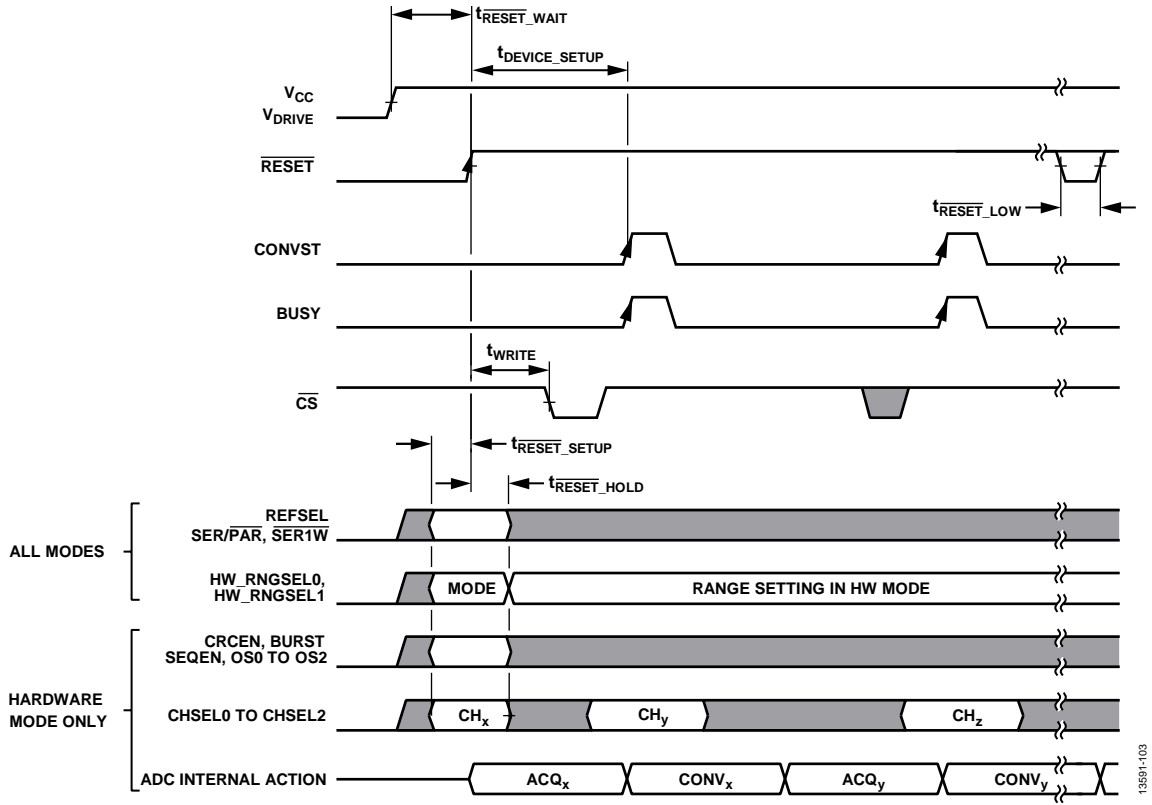 tRESET_WAIT
tDEVICE_SETUP
VCC
VDRIVE
RESET
tRESET_LOW
CONVST
BUSY
tWRITE
CS
tRESET_SETUP
tRESET_HOLD
ALL MODES
REFSEL
SER/PAR, SER1W
HW_RNGSEL0,
HW_RNGSEL1
MODE
RANGE SETTING IN HW MODE
HARDWARE
MODE ONLY
CRCEN, BURST
SEQEN, OS0 TO OS2
CHSEL0 TO CHSEL2
CHx
CHy
CHz
ADC INTERNAL ACTION
ACQx
CONVx
ACQy
CONVy
13591-103